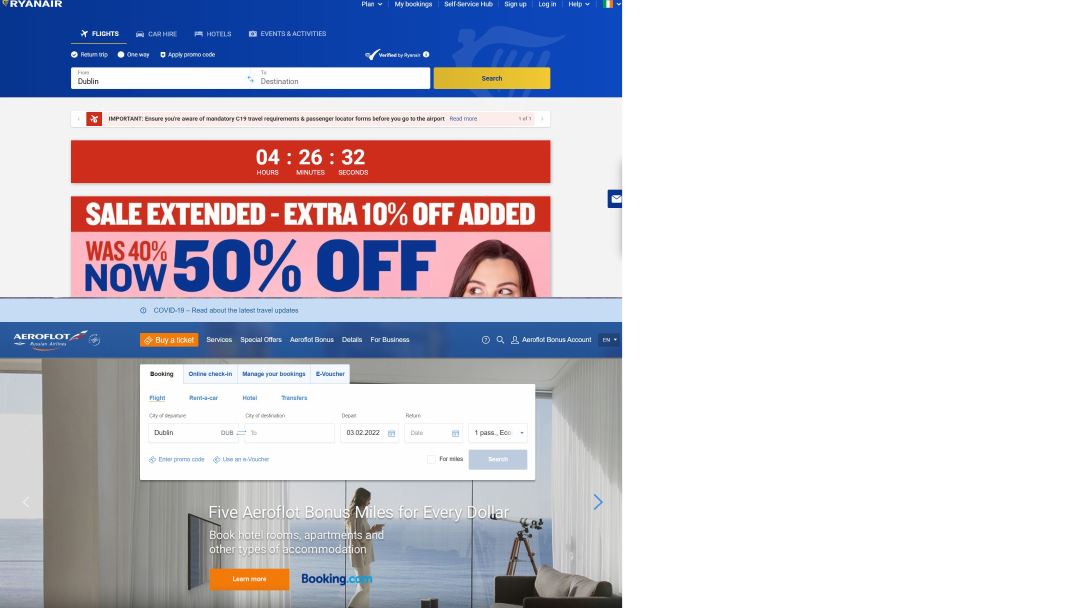 RYANAIR
Plan My bookings Self-Service Hub Sign up Log in Help
FLIGHTS CAR HIRE HOTELS EVENTS & ACTIVITIES
Return trip One way Apply promo code
Verified by Ryanair
From
Dublin
To
Destination
Search
IMPORTANT: Ensure you're aware of mandatory C19 travel requirements & passenger locator forms before you go to the airport Read more 1 of 1
04 : 26 : 32
HOURS MINUTES SECONDS
SALE EXTENDED - EXTRA 10% OFF ADDED
WAS 40%
NOW 50% OFF
COVID-19 – Read about the latest travel updates
AEROFLOT
Russian Airlines
Buy a ticket Services Special Offers Aeroflot Bonus Details For Business
Aeroflot Bonus Account EN
Booking Online check-in Manage your bookings E-Voucher
Flight Rent-a-car Hotel Transfers
City of departure City of destination Depart Return
Dublin DUB To 03.02.2022 Date 1 pass., Eco
Enter promo code Use an e-Voucher For miles Search
Five Aeroflot Bonus Miles for Every Dollar
Book hotel rooms, apartments and
other types of accommodation
Learn more Booking.com